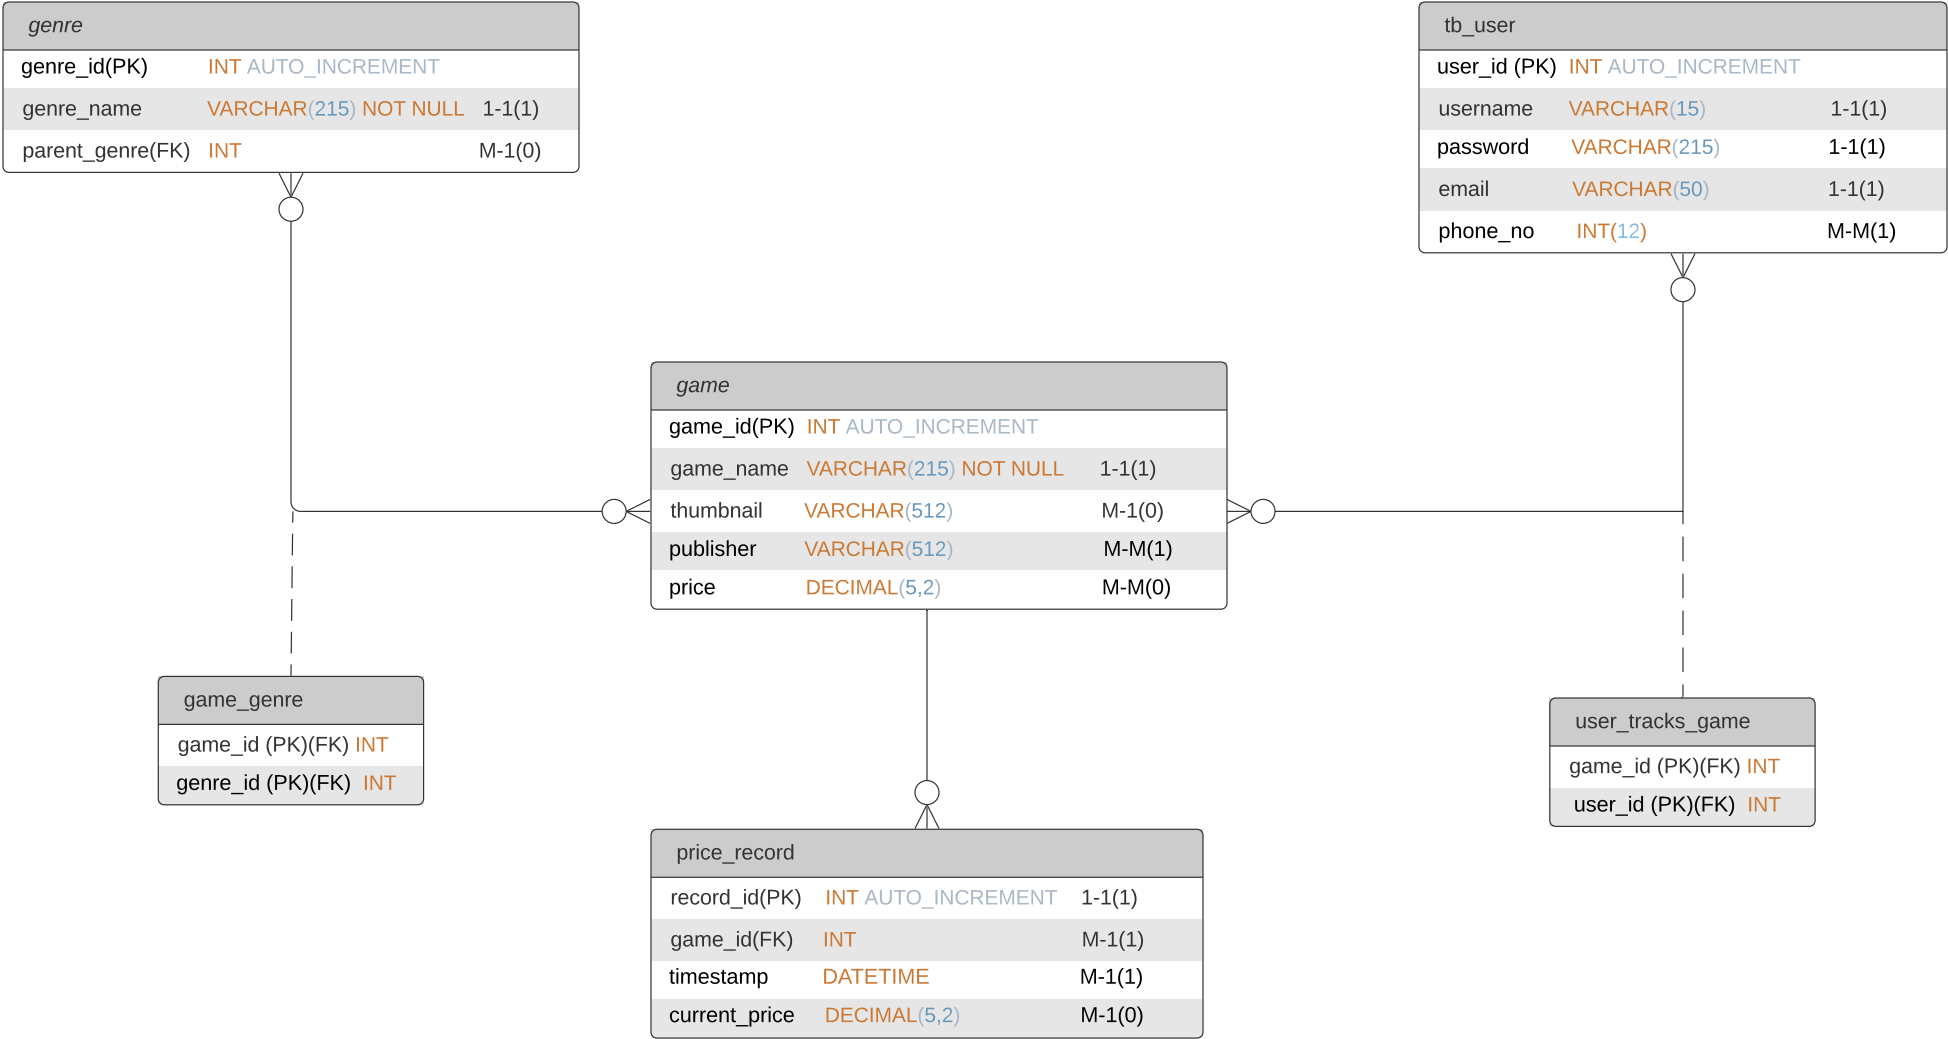 genre
genre_id(PK) INT AUTO_INCREMENT
genre_name VARCHAR(215) NOT NULL 1-1(1)
parent_genre(FK) INT M-1(0)
tb_user
user_id (PK) INT AUTO_INCREMENT
username VARCHAR(15) 1-1(1)
password VARCHAR(215) 1-1(1)
email VARCHAR(50) 1-1(1)
phone_no INT(12) M-M(1)
game
game_id(PK) INT AUTO_INCREMENT
game_name VARCHAR(215) NOT NULL 1-1(1)
thumbnail VARCHAR(512) M-1(0)
publisher VARCHAR(512) M-M(1)
price DECIMAL(5,2) M-M(0)
game_genre
game_id (PK)(FK) INT
genre_id (PK)(FK) INT
user_tracks_game
game_id (PK)(FK) INT
user_id (PK)(FK) INT
price_record
record_id(PK) INT AUTO_INCREMENT 1-1(1)
game_id(FK) INT M-1(1)
timestamp DATETIME M-1(1)
current_price DECIMAL(5,2) M-1(0)